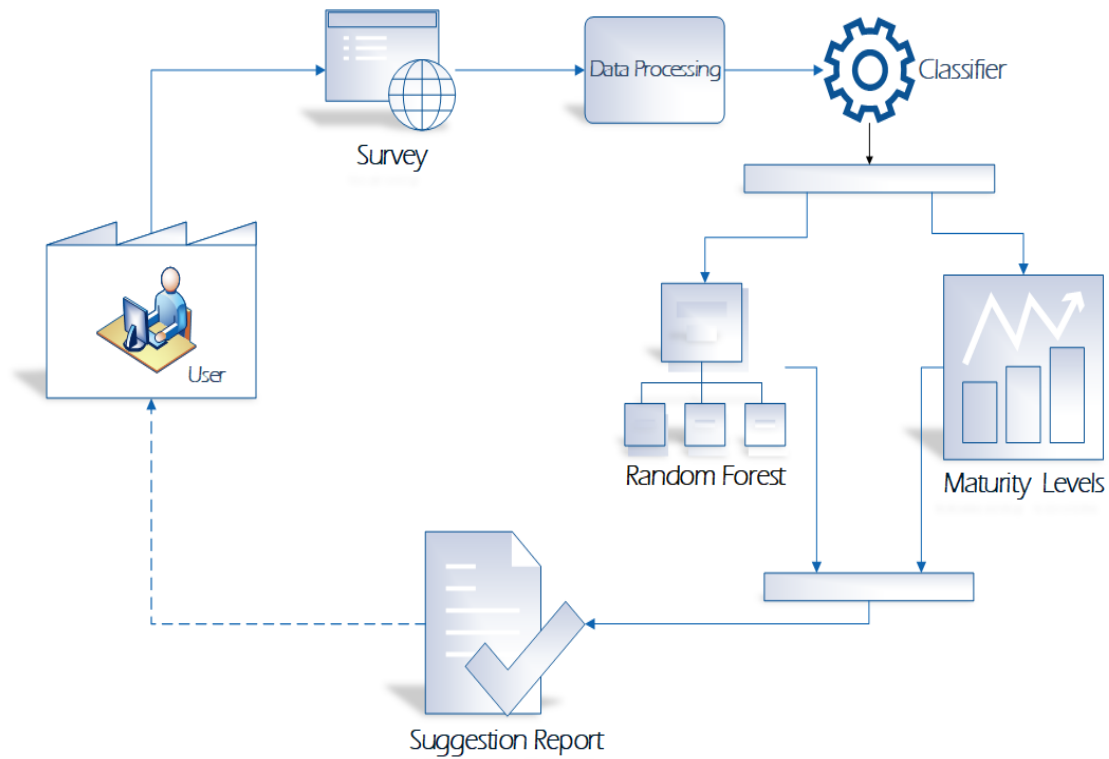 Data Processing
Classifier
Survey
User
Random Forest
Maturity Levels
Suggestion Report